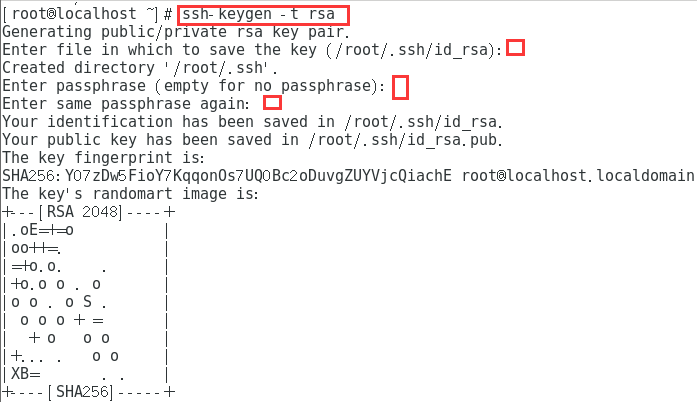 [root@localhost ~]# ssh-keygen -t rsa
Generating public/private rsa key pair.
Enter file in which to save the key (/root/.ssh/id_rsa):
Created directory '/root/.ssh'.
Enter passphrase (empty for no passphrase):
Enter same passphrase again:
Your identification has been saved in /root/.ssh/id_rsa.
Your public key has been saved in /root/.ssh/id_rsa.pub.
The key fingerprint is:
SHA256:Y07zDw5FioY7KqqonOs7UQ0Bc2oDuvgZUYVjcQiachE root@localhost.localdomain
The key's randomart image is:
+---[RSA 2048]----+
|.oE=+=o          |
|oo++=.           |
|=+o.o.    .      |
|+o.o o . o       |
|o o . o S .      |
| o o o + =       |
|  + o   o o      |
|+... .   o o     |
|XB=       . .    |
+----[SHA256]-----+